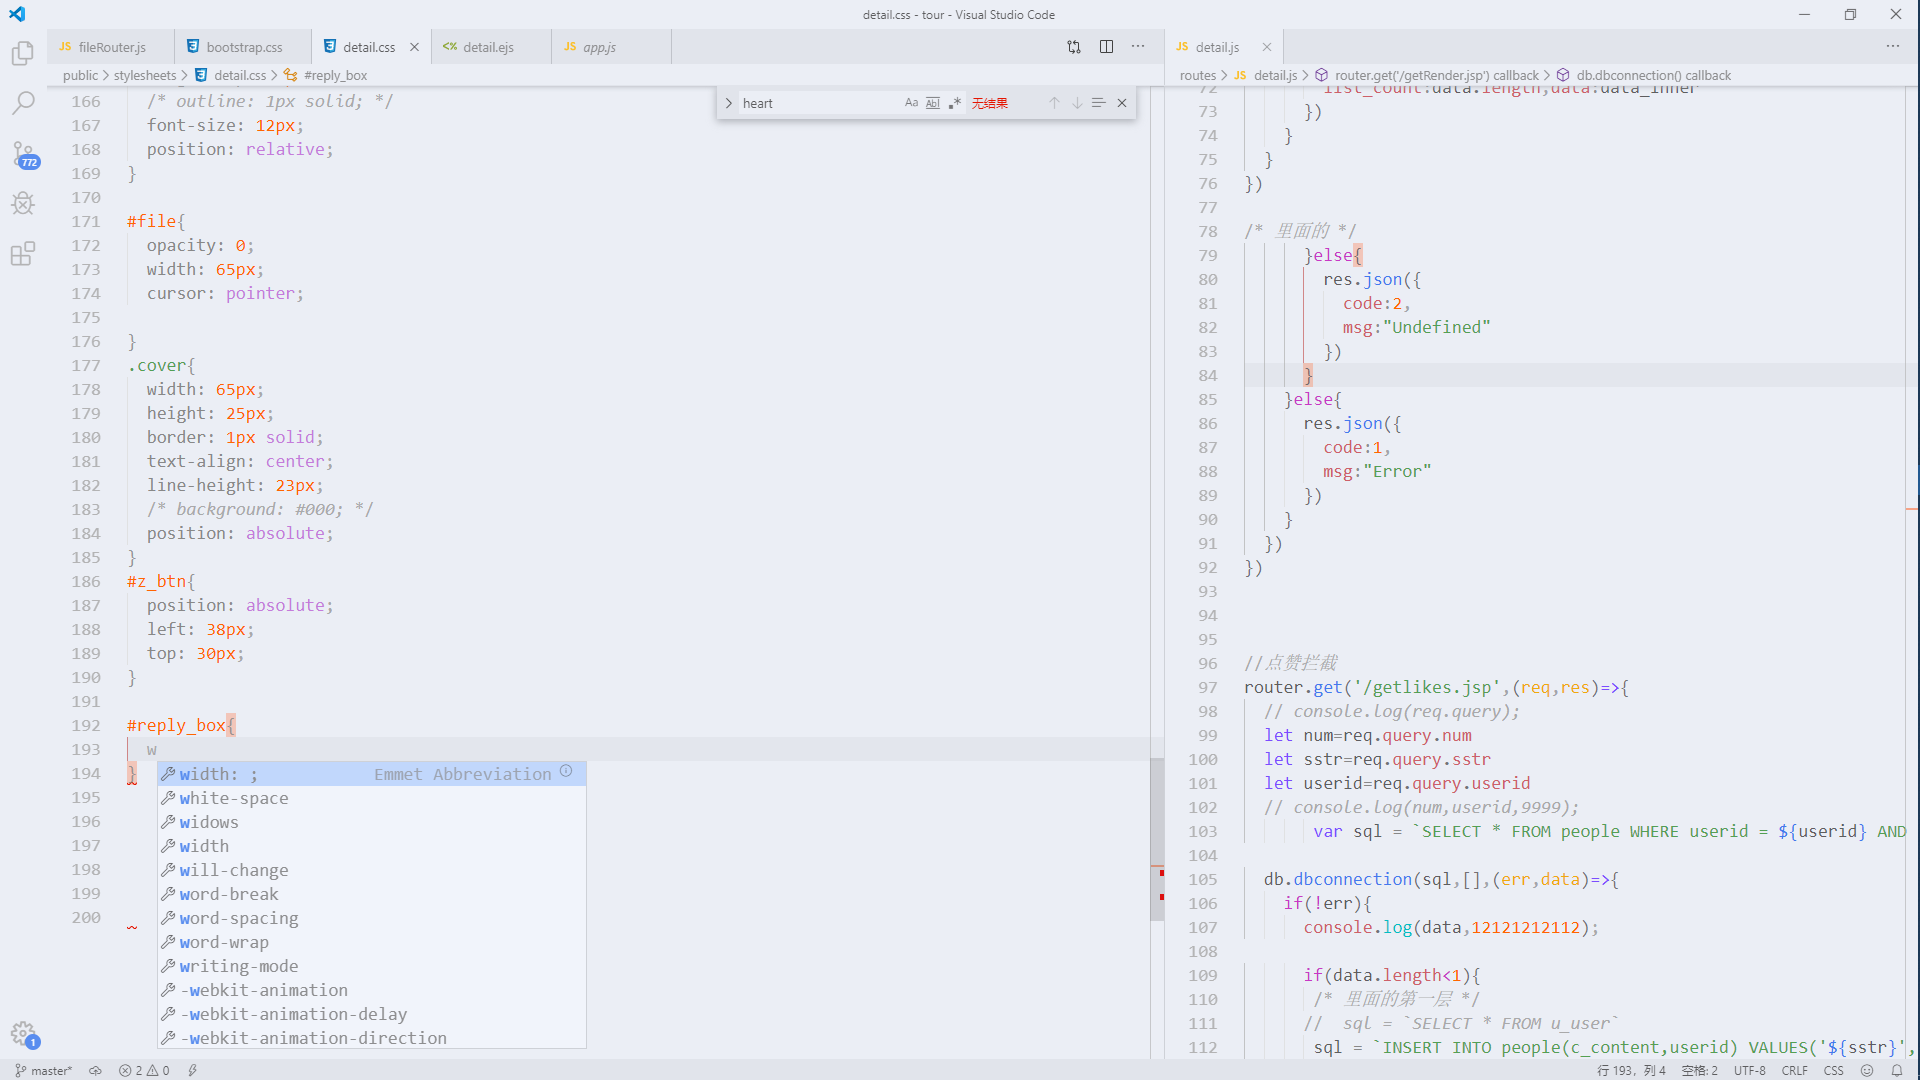 detail.css - tour - Visual Studio Code
JS fileRouter.js
bootstrap.css
detail.css
<% detail.ejs
JS app.js
JS detail.js
public > stylesheets > detail.css > #reply_box
routes > JS detail.js > router.get('/getRender.jsp') callback > db.dbconnection() callback
heart
Aa Abl .* 无结果
772
1
166 /* outline: 1px solid; */
167 font-size: 12px;
168 position: relative;
169 }
170
171 #file{
172 opacity: 0;
173 width: 65px;
174 cursor: pointer;
175
176 }
177 .cover{
178 width: 65px;
179 height: 25px;
180 border: 1px solid;
181 text-align: center;
182 line-height: 23px;
183 /* background: #000; */
184 position: absolute;
185 }
186 #z_btn{
187 position: absolute;
188 left: 38px;
189 top: 30px;
190 }
191
192 #reply_box{
193 w
194 }
195
196
197
198
199
200
width: ; Emmet Abbreviation
white-space
widows
width
will-change
word-break
word-spacing
word-wrap
writing-mode
-webkit-animation
-webkit-animation-delay
-webkit-animation-direction
72 list_count:data.length,data:data_inner
73 })
74 }
75 }
76 })
77
78 /* 里面的 */
79 }else{
80 res.json({
81 code:2,
82 msg:"Undefined"
83 })
84 }
85 }else{
86 res.json({
87 code:1,
88 msg:"Error"
89 })
90 }
91 })
92 })
93
94
95
96 //点赞拦截
97 router.get('/getlikes.jsp',(req,res)=>{
98 // console.log(req.query);
99 let num=req.query.num
100 let sstr=req.query.sstr
101 let userid=req.query.userid
102 // console.log(num,userid,9999);
103 var sql = `SELECT * FROM people WHERE userid = ${userid} AND
104
105 db.dbconnection(sql,[],(err,data)=>{
106 if(!err){
107 console.log(data,12121212112);
108
109 if(data.length<1){
110 /* 里面的第一层 */
111 // sql = `SELECT * FROM u_user`
112 sql = `INSERT INTO people(c_content,userid) VALUES('${sstr}',
master*
2 0
行 193，列 4
空格: 2
UTF-8
CRLF
CSS